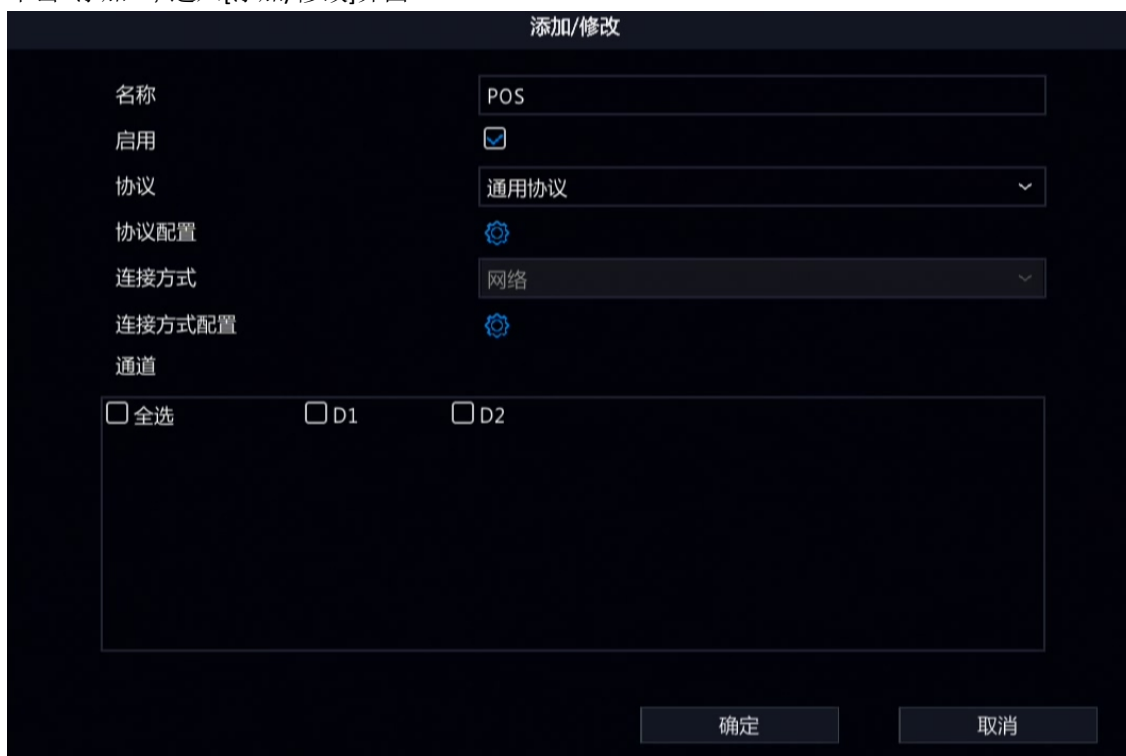 添加/修改
名称 POS
启用
协议 通用协议
协议配置
连接方式 网络
连接方式配置
通道
全选 D1 D2
确定 取消